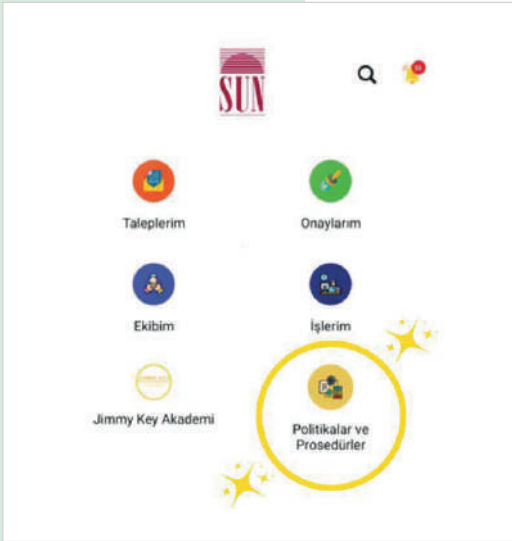 SUN
Taleplerim
Onaylarım
Ekibim
İşlerim
Jimmy Key Akademi
Politikalar ve
Prosedürler